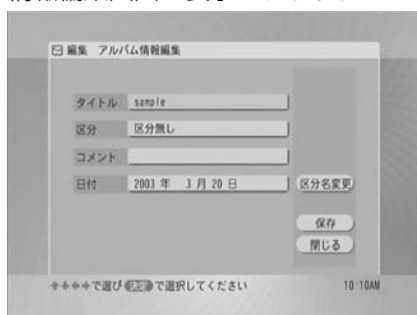 編集 アルバム情報編集
タイトル sample
区分 区分無し
コメント
日付 2003 年 3 月 20 日 区分名変更
保存
閉じる
で選び 決定 で選択してください 10:10AM